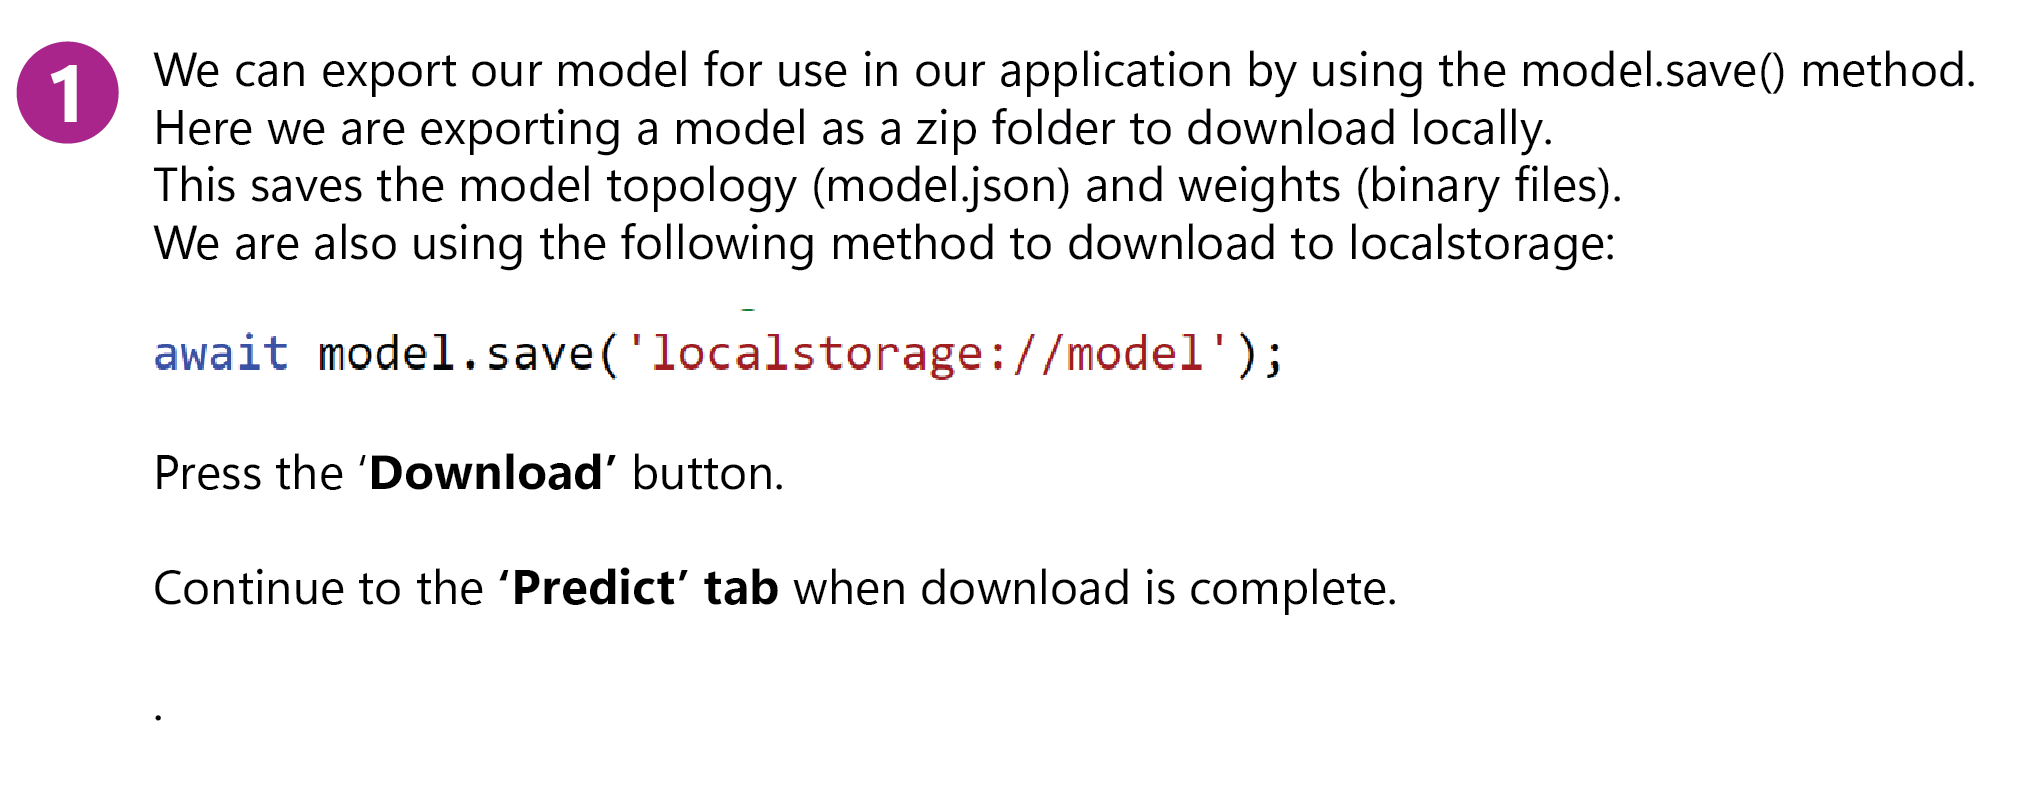 1
We can export our model for use in our application by using the model.save() method.
Here we are exporting a model as a zip folder to download locally.
This saves the model topology (model.json) and weights (binary files).
We are also using the following method to download to localstorage:
await model.save('localstorage://model');
Press the ‘Download’ button.
Continue to the ‘Predict’ tab when download is complete.
.